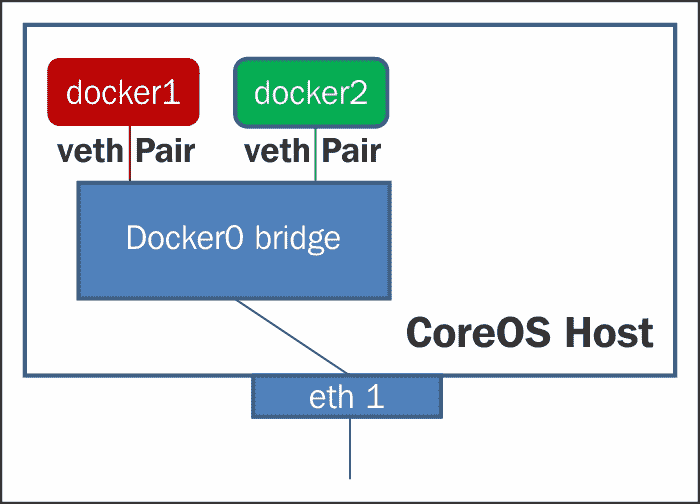 docker1
docker2
veth Pair
veth Pair
Docker0 bridge
CoreOS Host
eth 1